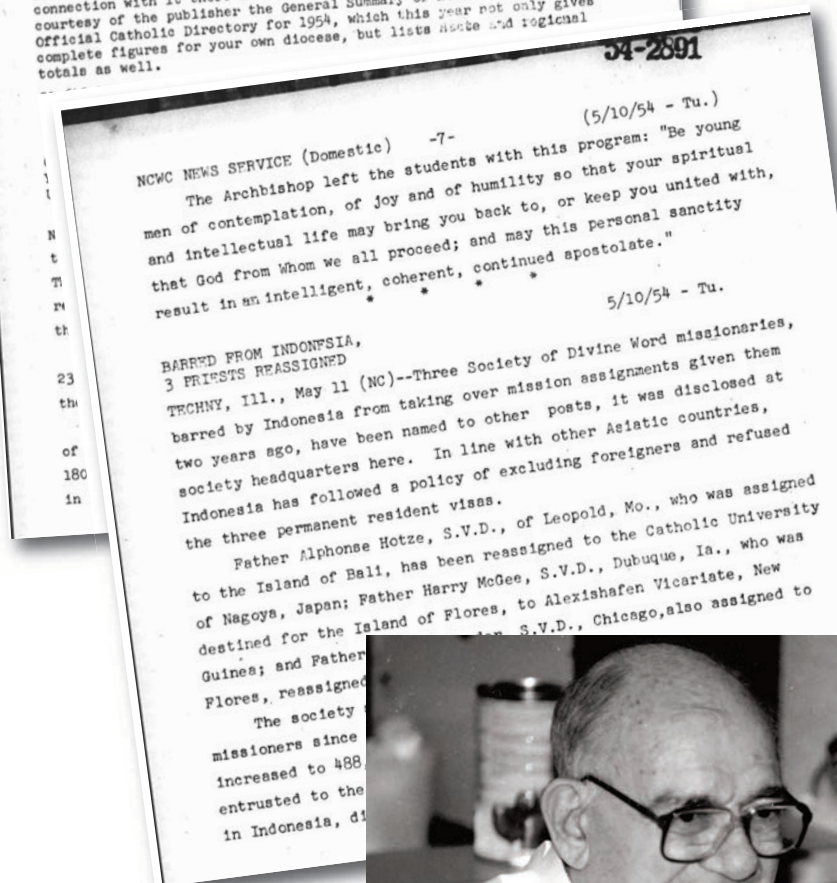 connection with it
courtesy of the publisher the General Summary
Official Catholic Directory for 1954, which this year not only gives
complete figures for your own diocese, but lists and regional
totals as well.
N
t
23
of
180
in
54-2891
(5/10/54 - Tu.)
NCWC NEWS SERVICE (Domestic) -7-
The Archbishop left the students with this program: "Be young
men of contemplation, of joy and of humility so that your spiritual
and intellectual life may bring you back to, or keep you united with,
that God from Whom we all proceed; and may this personal sanctity
result in an intelligent, coherent, continued apostolate."
* * * *
5/10/54 - Tu.
BARRED FROM INDONESIA,
3 PRIESTS REASSIGNED
TECHNY, Ill., May 11 (NC)--Three Society of Divine Word missionaries,
barred by Indonesia from taking over mission assignments given them
two years ago, have been named to other posts, it was disclosed at
society headquarters here. In line with other Asiatic countries,
Indonesia has followed a policy of excluding foreigners and refused
the three permanent resident visas.
Father Alphonse Hotze, S.V.D., of Leopold, Mo., who was assigned
to the Island of Bali, has been reassigned to the Catholic University
of Nagoya, Japan; Father Harry McGee, S.V.D., Dubuque, Ia., who was
destined for the Island of Flores, to Alexishafen Vicariate, New
Guinea; and Father S.V.D., Chicago,also assigned to
Flores, reassigned
The society
missioners since
increased to 488
entrusted to the
in Indonesia,